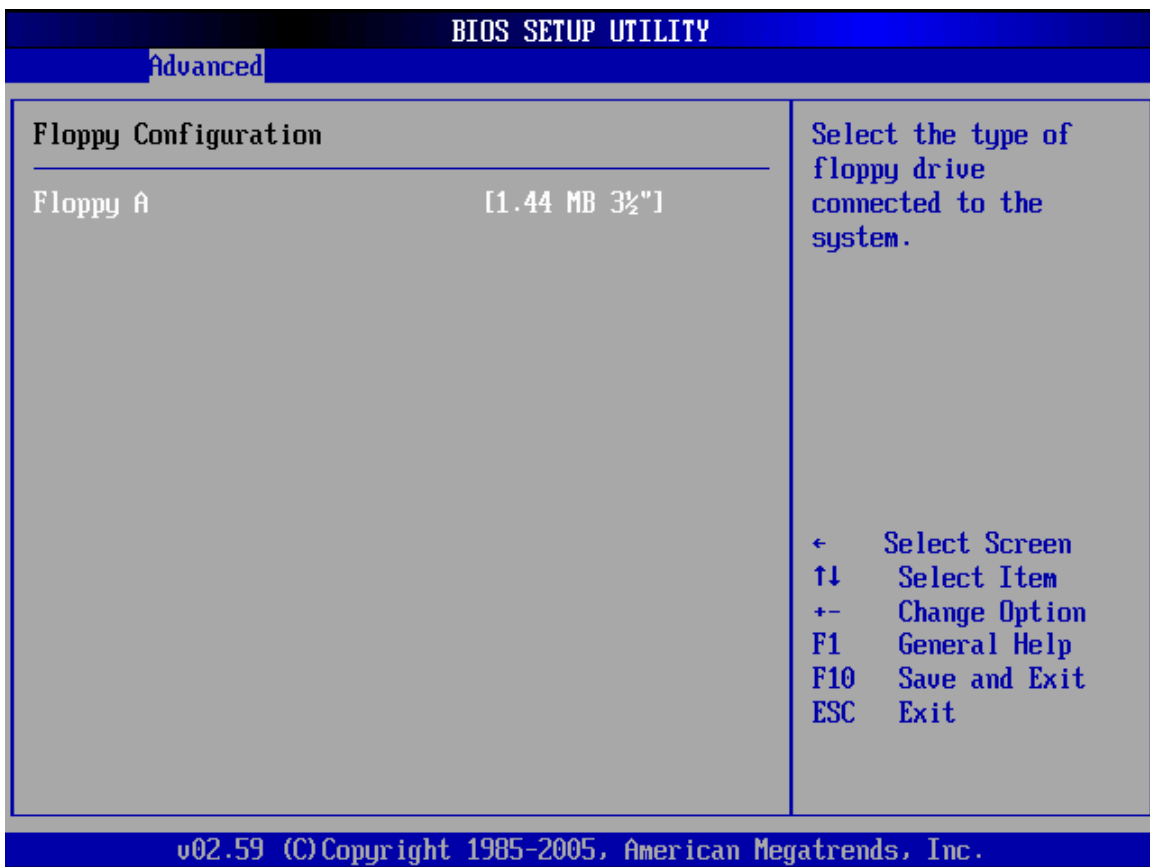 BIOS SETUP UTILITY
Advanced
Floppy Configuration
Floppy A [1.44 MB 3½"]
Select the type of
floppy drive
connected to the
system.
← Select Screen
↑↓ Select Item
+- Change Option
F1 General Help
F10 Save and Exit
ESC Exit
v02.59 (C)Copyright 1985-2005, American Megatrends, Inc.